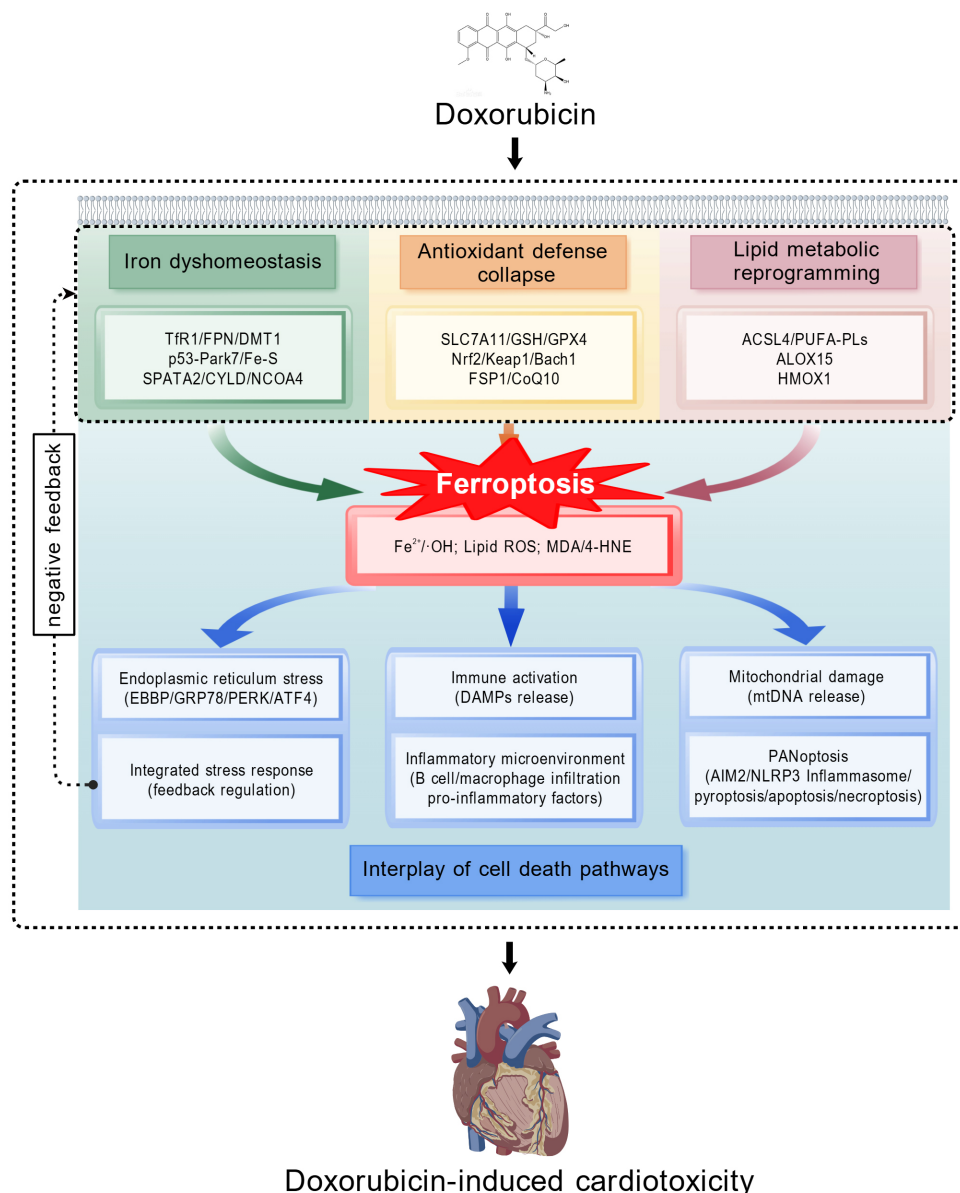 Doxorubicin
Iron dyshomeostasis
Antioxidant defense
collapse
Lipid metabolic
reprogramming
TfR1/FPN/DMT1
p53-Park7/Fe-S
SPATA2/CYLD/NCOA4
SLC7A11/GSH/GPX4
Nrf2/Keap1/Bach1
FSP1/CoQ10
ACSL4/PUFA-PLs
ALOX15
HMOX1
negative feedback
Ferroptosis
Fe²⁺/·OH; Lipid ROS; MDA/4-HNE
Endoplasmic reticulum stress
(EBBP/GRP78/PERK/ATF4)
Integrated stress response
(feedback regulation)
Immune activation
(DAMPs release)
Inflammatory microenvironment
(B cell/macrophage infiltration
pro-inflammatory factors)
Mitochondrial damage
(mtDNA release)
PANoptosis
(AIM2/NLRP3 Inflammasome/
pyroptosis/apoptosis/necroptosis)
Interplay of cell death pathways
Doxorubicin-induced cardiotoxicity